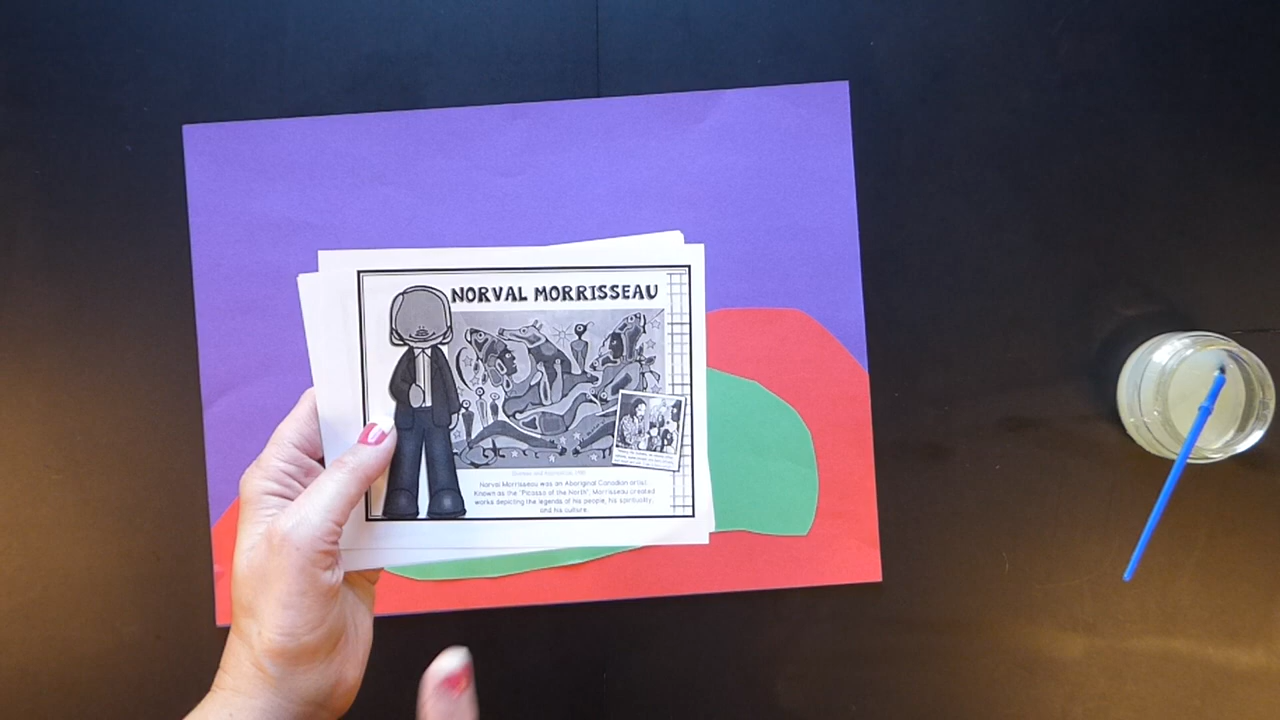 NORVAL MORRISSEAU
Norval Morrisseau was an Aboriginal Canadian artist.
Known as the "Picasso of the North", Morrisseau created
works depicting the legends of his people, his spirituality,
and his culture.